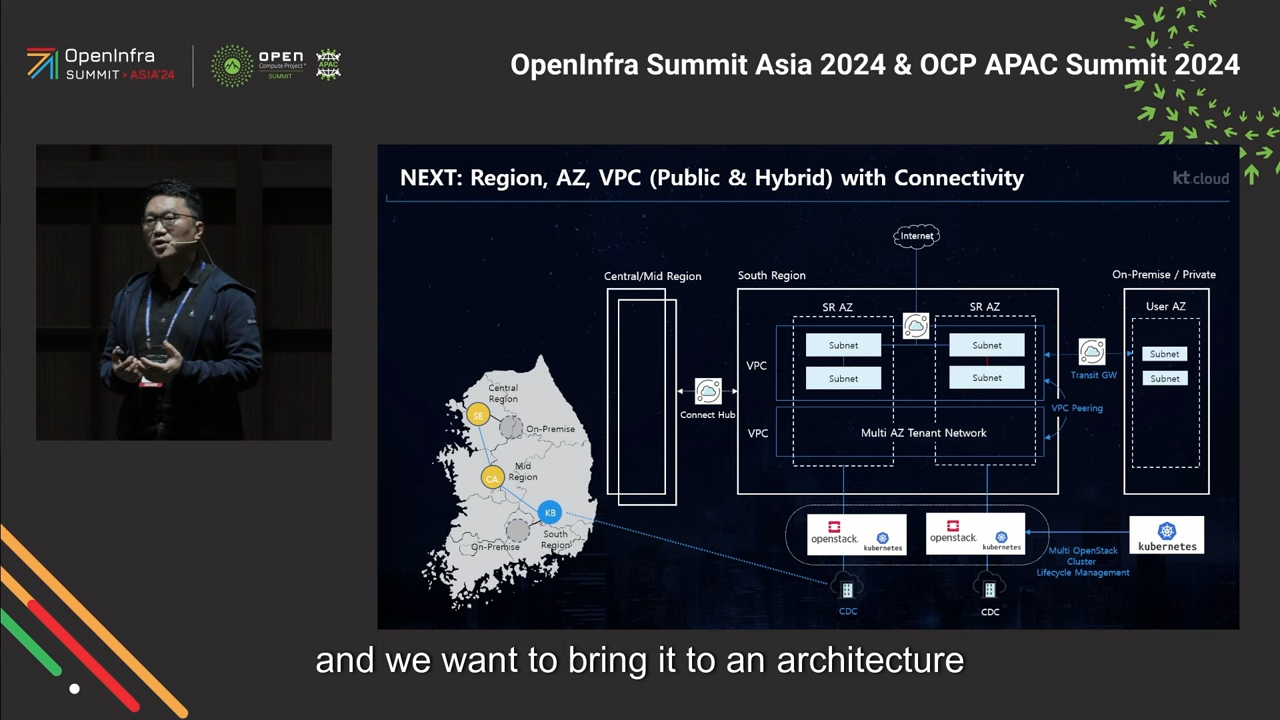 OpenInfra
SUMMIT ASIA'24
OPEN
Compute Project®
SUMMIT
APAC
OpenInfra Summit Asia 2024 & OCP APAC Summit 2024
NEXT: Region, AZ, VPC (Public & Hybrid) with Connectivity
kt cloud
Internet
Central/Mid Region
South Region
On-Premise / Private
SR AZ
SR AZ
User AZ
VPC
Subnet
Subnet
Subnet
Subnet
Subnet
Subnet
Transit GW
Connect Hub
VPC Peering
VPC
Multi AZ Tenant Network
Central
Region
SE
On-Premise
Mid
Region
CA
KB
South
Region
On-Premise
openstack.
kubernetes
openstack.
kubernetes
kubernetes
Multi OpenStack
Cluster
Lifecycle Management
CDC
CDC
and we want to bring it to an architecture